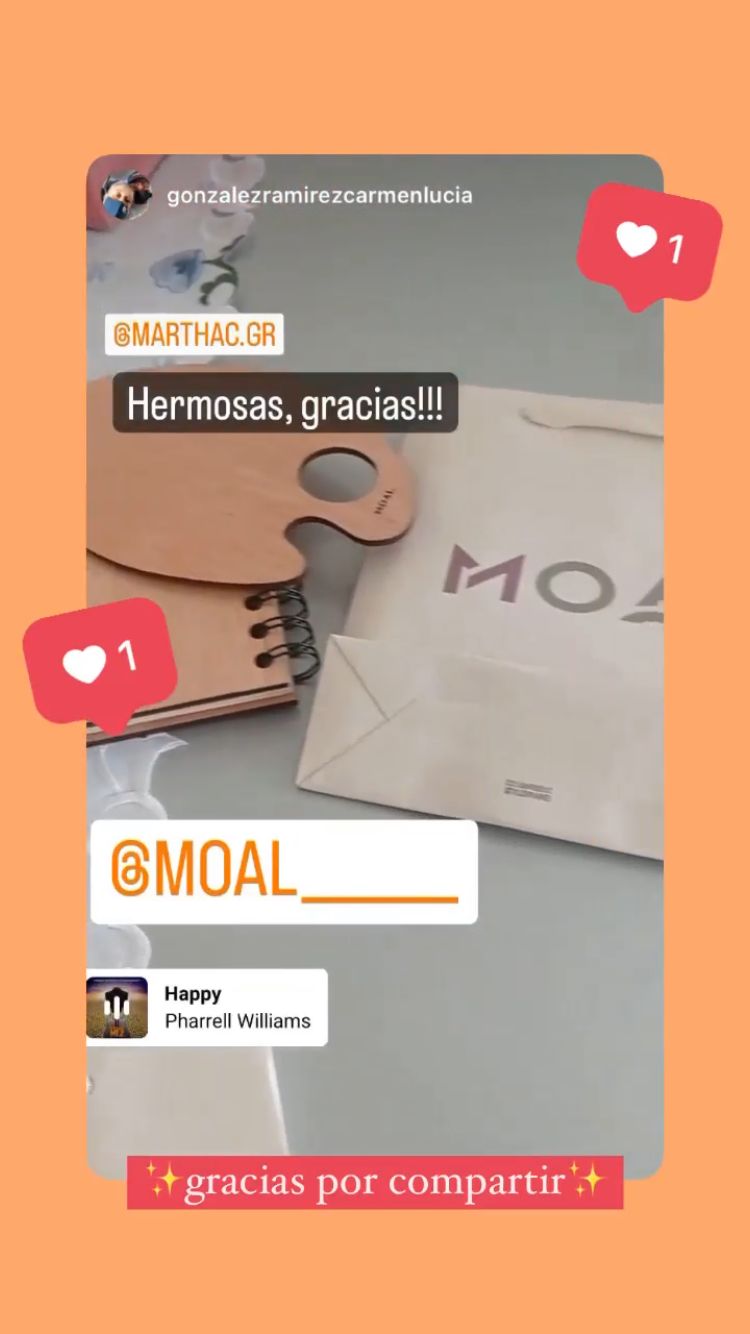 gonzalezramirezcarmenlucia
1
@MARTHAC.GR
Hermosas, gracias!!!
MOAL
MOA
1
@MOAL_____
Happy
Pharrell Williams
✨gracias por compartir✨